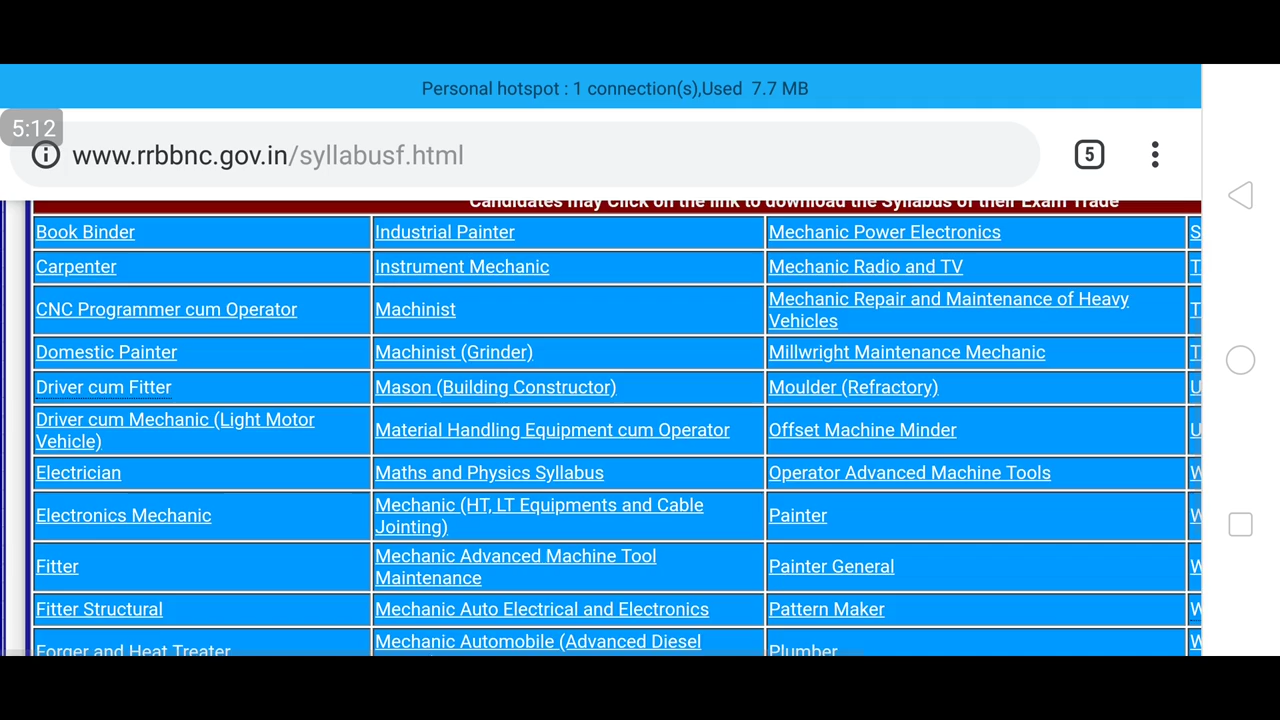 Personal hotspot : 1 connection(s),Used 7.7 MB
5:12
www.rrbbnc.gov.in/syllabusf.html
5
Candidates may Click on the link to download the Syllabus of their Exam Trade
Book Binder
Industrial Painter
Mechanic Power Electronics
S
Carpenter
Instrument Mechanic
Mechanic Radio and TV
T
CNC Programmer cum Operator
Machinist
Mechanic Repair and Maintenance of Heavy
Vehicles
T
Domestic Painter
Machinist (Grinder)
Millwright Maintenance Mechanic
T
Driver cum Fitter
Mason (Building Constructor)
Moulder (Refractory)
U
Driver cum Mechanic (Light Motor
Vehicle)
Material Handling Equipment cum Operator
Offset Machine Minder
U
Electrician
Maths and Physics Syllabus
Operator Advanced Machine Tools
W
Electronics Mechanic
Mechanic (HT, LT Equipments and Cable
Jointing)
Painter
W
Fitter
Mechanic Advanced Machine Tool
Maintenance
Painter General
W
Fitter Structural
Mechanic Auto Electrical and Electronics
Pattern Maker
W
Forger and Heat Treater
Mechanic Automobile (Advanced Diesel
Plumber
W